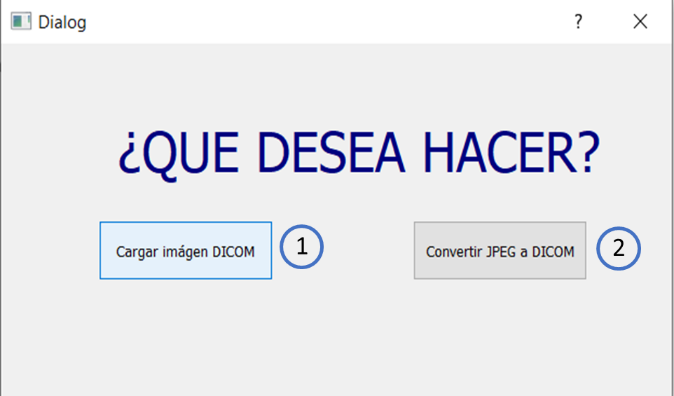 Dialog ?
¿QUE DESEA HACER?
Cargar imágen DICOM 1 Convertir JPEG a DICOM 2